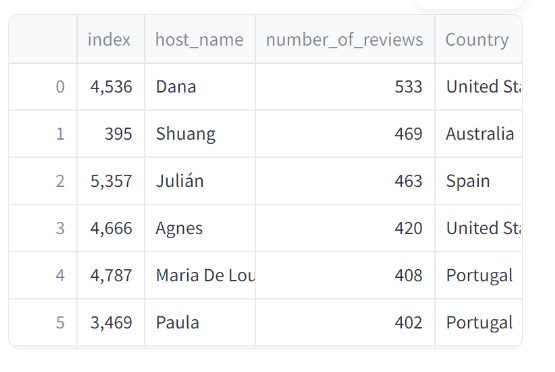 index host_name number_of_reviews Country
0 4,536 Dana 533 United Sta
1 395 Shuang 469 Australia
2 5,357 Julián 463 Spain
3 4,666 Agnes 420 United Sta
4 4,787 Maria De Lou 408 Portugal
5 3,469 Paula 402 Portugal